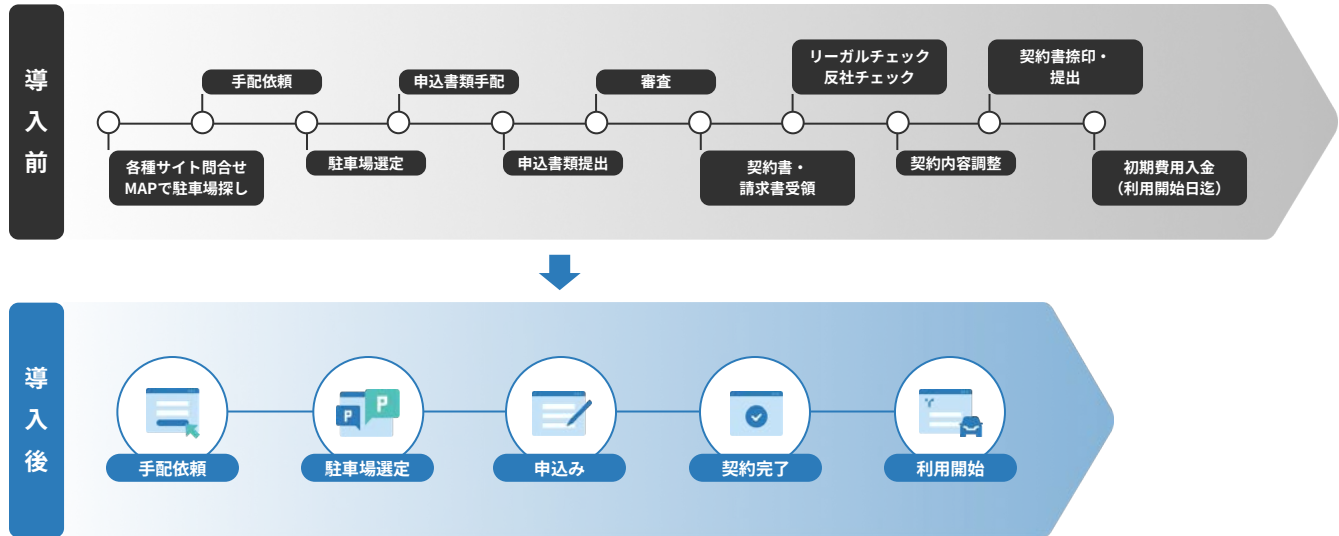 導入前
各種サイト問合せ
MAPで駐車場探し
手配依頼
駐車場選定
申込書類手配
申込書類提出
審査
契約書・
請求書受領
リーガルチェック
反社チェック
契約内容調整
契約書捺印・
提出
初期費用入金
（利用開始日迄）
導入後
手配依頼
P
P
駐車場選定
申込み
契約完了
利用開始